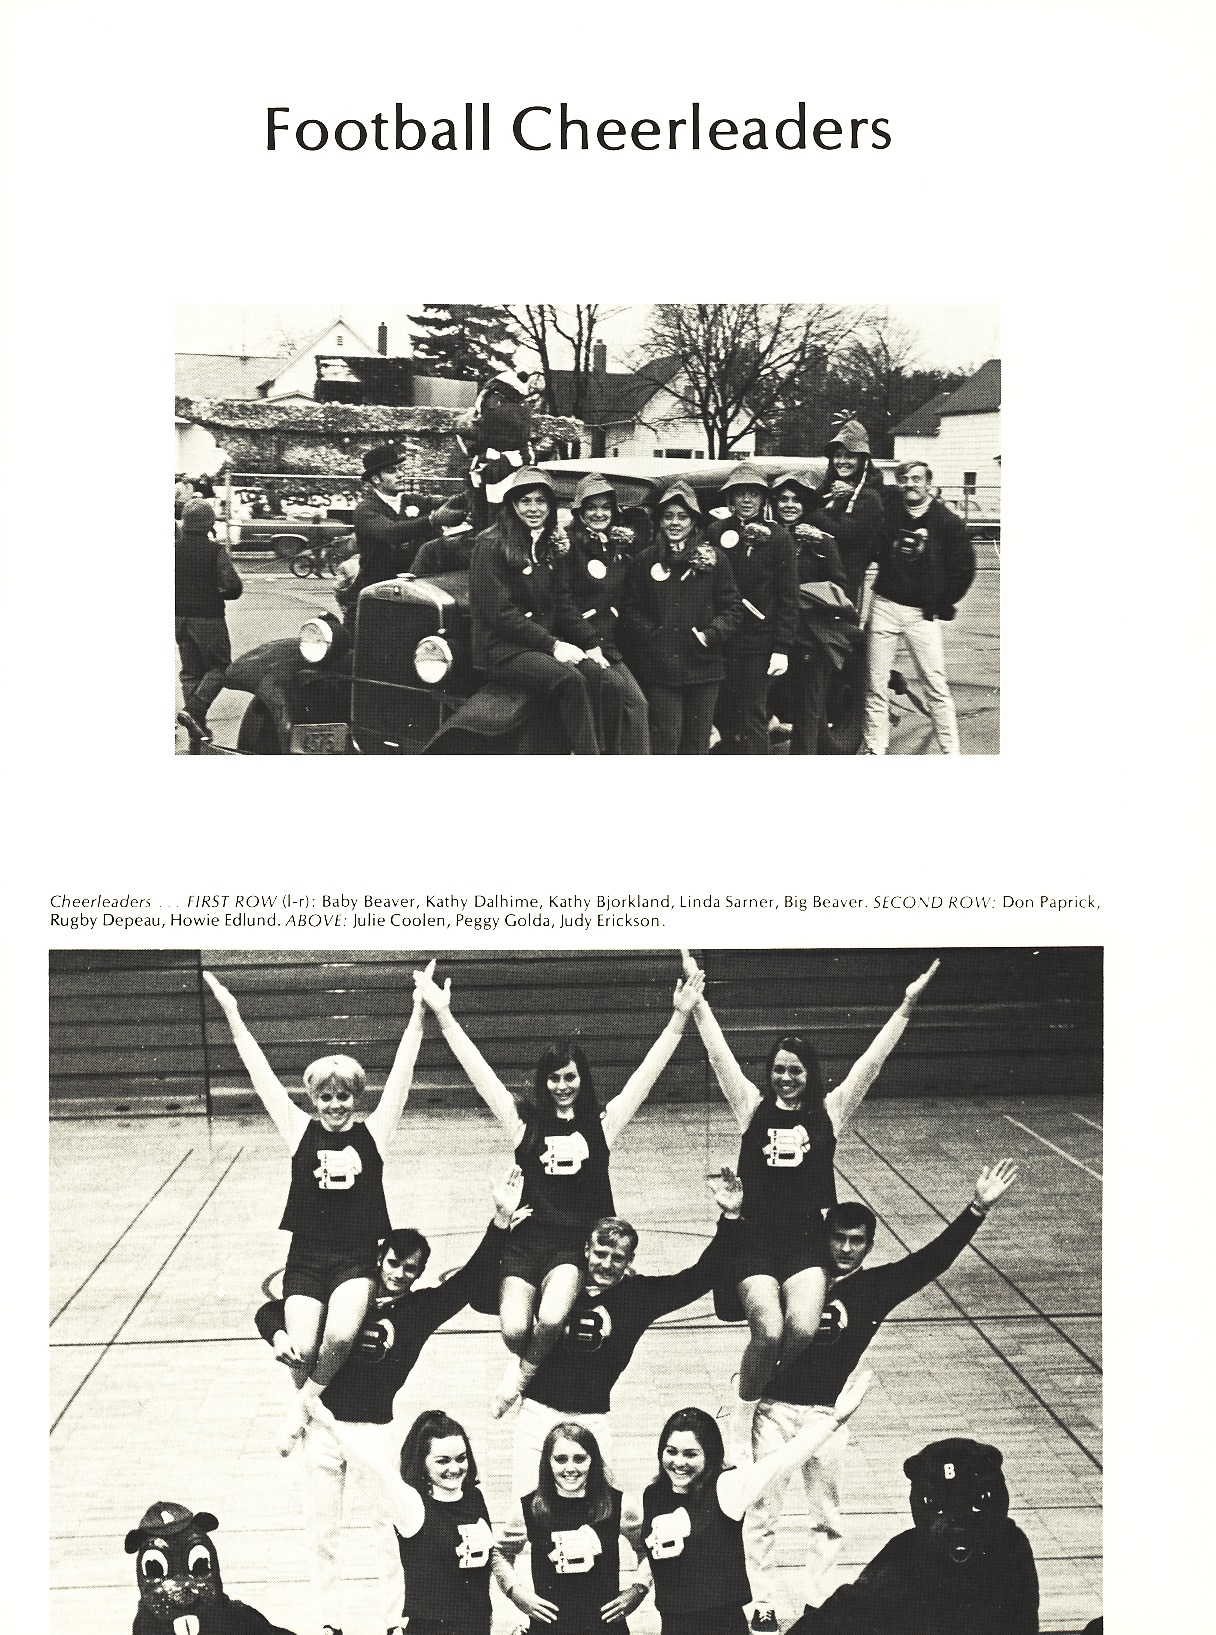 Football Cheerleaders
Cheerleaders . . . FIRST ROW (l-r): Baby Beaver, Kathy Dalhime, Kathy Bjorkland, Linda Sarner, Big Beaver. SECOND ROW: Don Paprick,
Rugby Depeau, Howie Edlund. ABOVE: Julie Coolen, Peggy Golda, Judy Erickson.
B